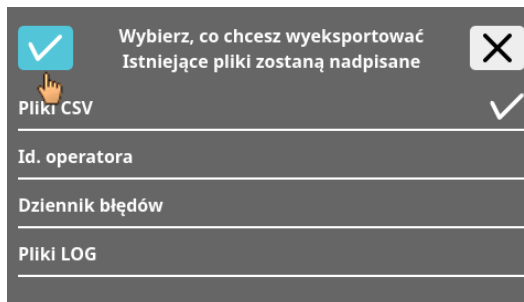 Wybierz, co chcesz wyeksportować
Istniejące pliki zostaną nadpisane
Pliki CSV
Id. operatora
Dziennik błędów
Pliki LOG